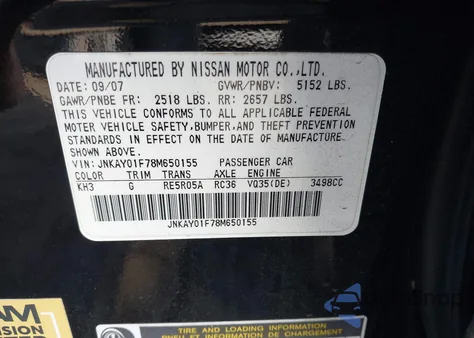 MANUFACTURED BY NISSAN MOTOR CO.,LTD.
DATE: 09/07 GVWR/PNBV: 5152 LBS.
GAWR/PNBE FR: 2518 LBS. RR: 2657 LBS.
THIS VEHICLE CONFORMS TO ALL APPLICABLE FEDERAL
MOTOR VEHICLE SAFETY,BUMPER,AND THEFT PREVENTION
STANDARDS IN EFFECT ON THE DATE OF MANUFACTURE
SHOWN ABOVE.
VIN: JNKAY01F78M650155 PASSENGER CAR
COLOR TRIM TRANS AXLE ENGINE
KH3 G RE5R05A RC36 VQ35(DE) 3498CC
JNKAY01F78M650155
TIRE AND LOADING INFORMATION